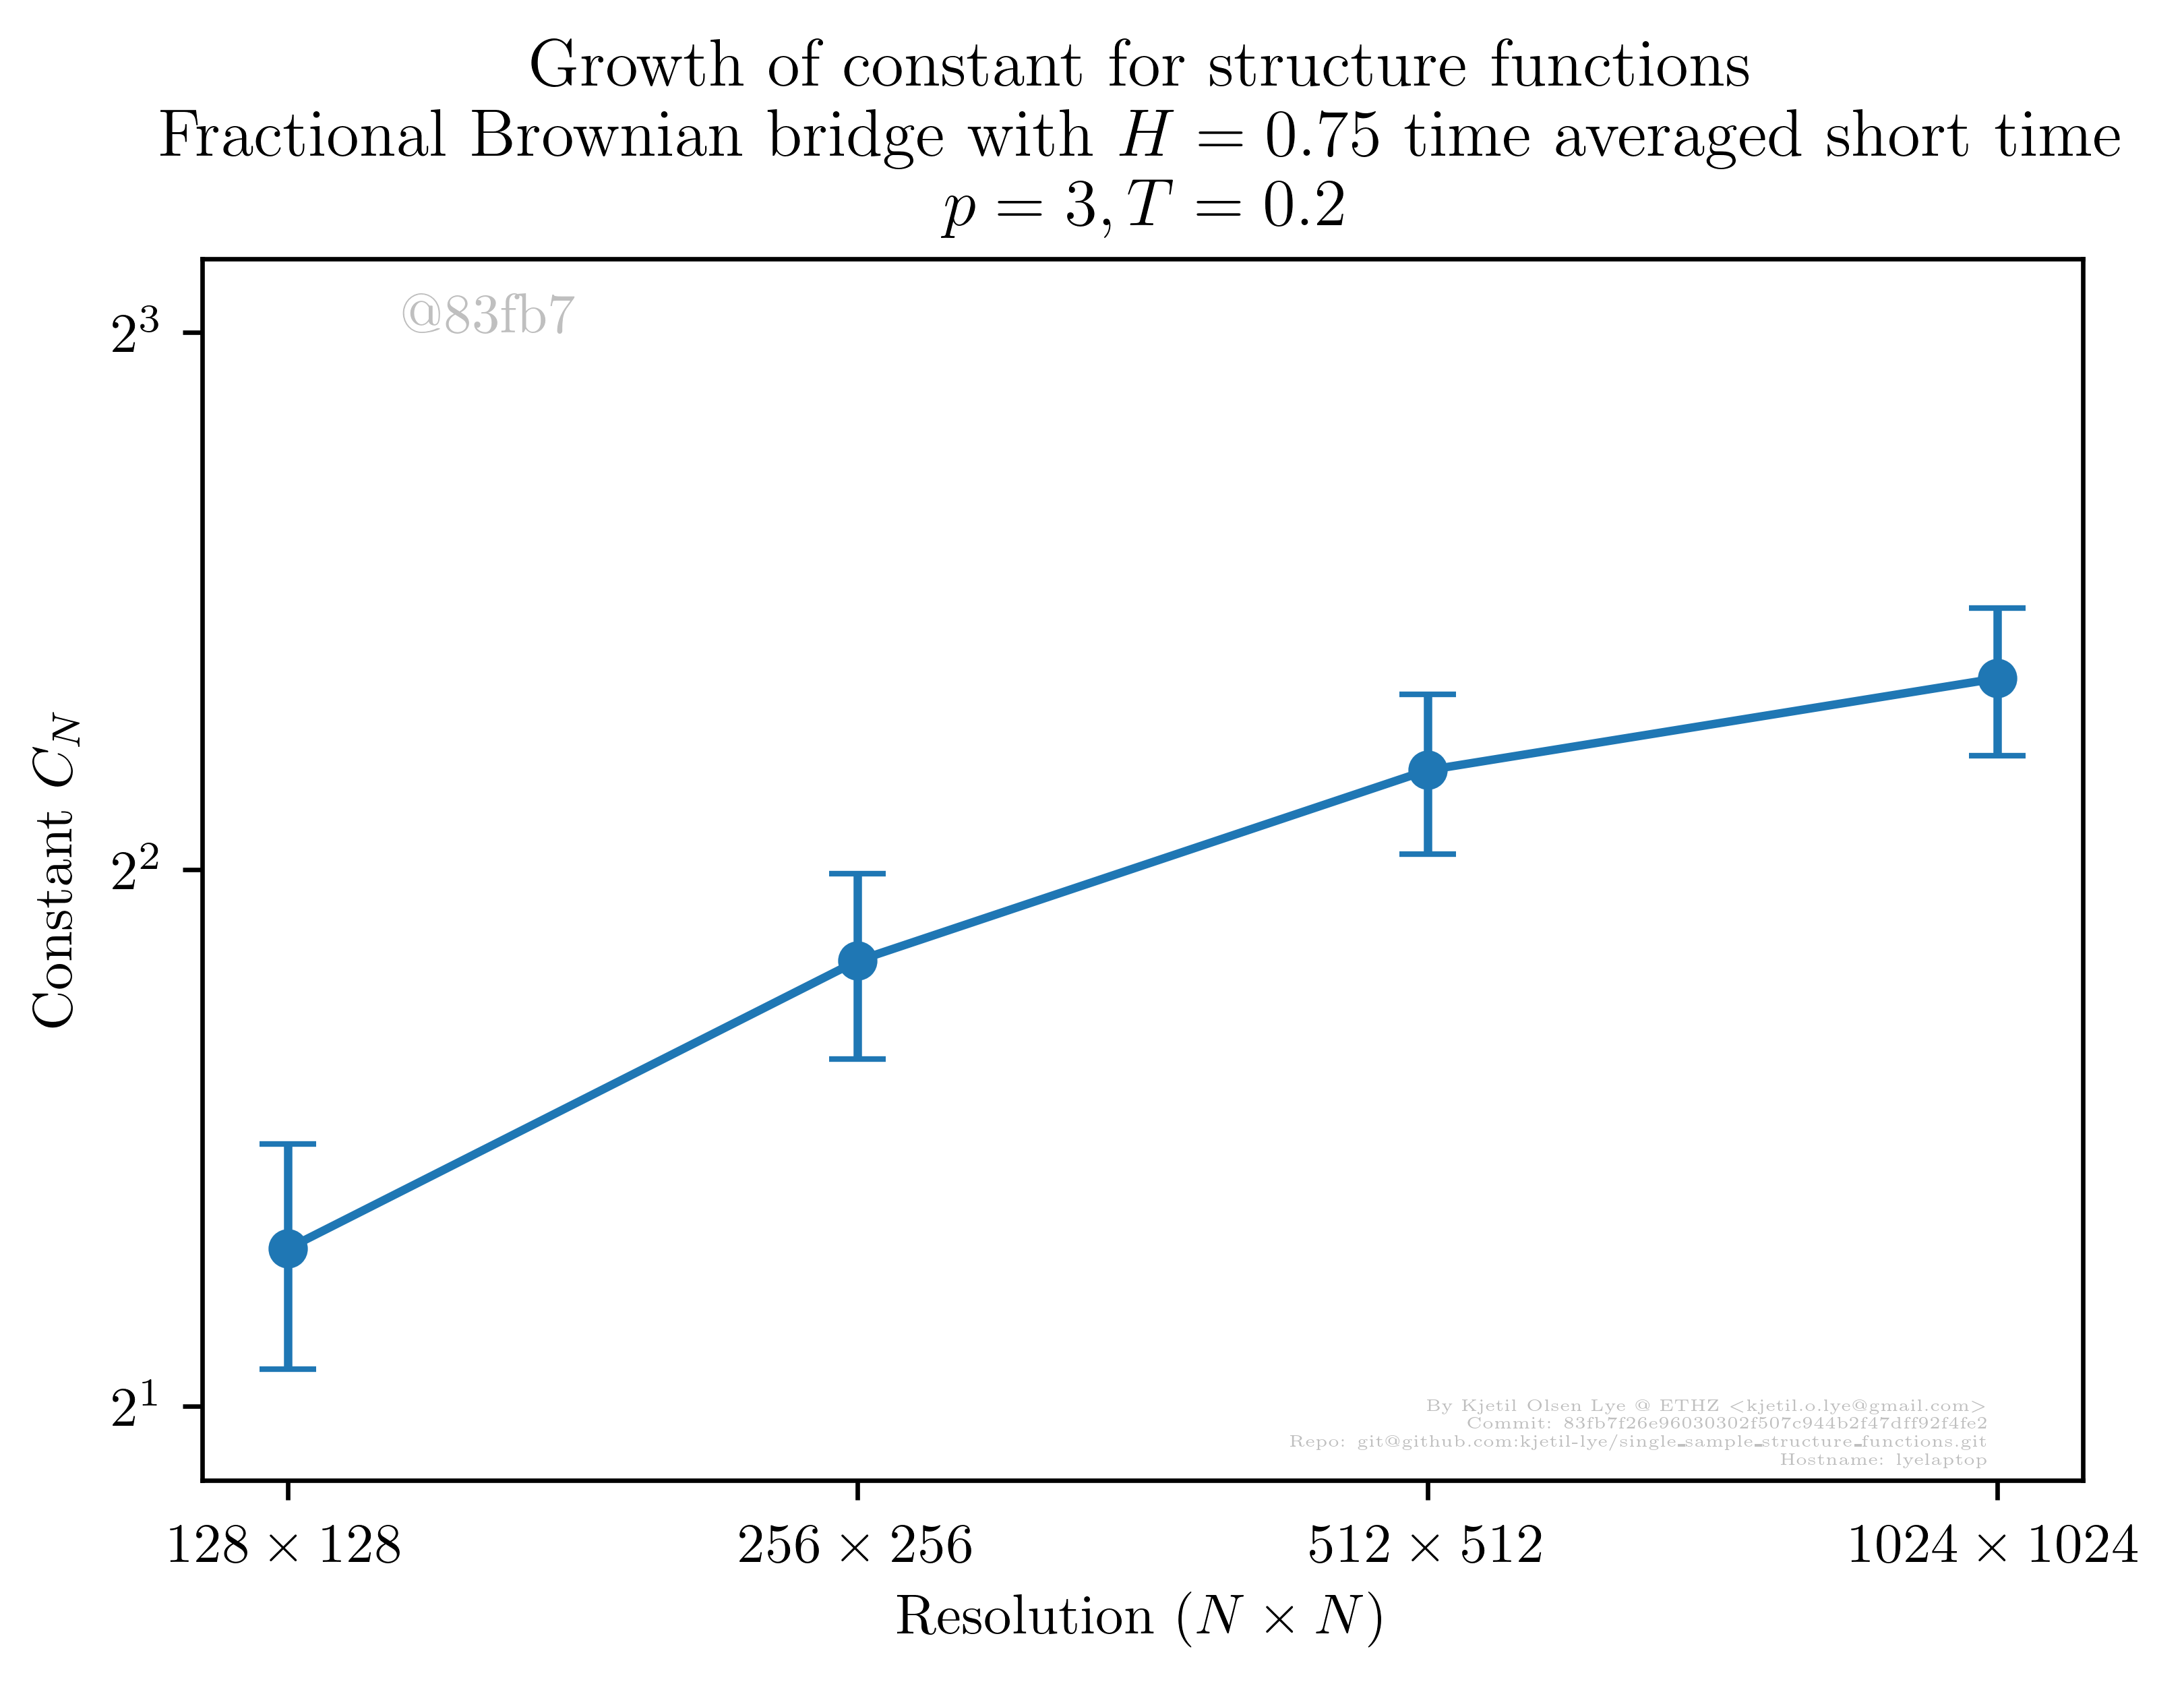 Growth of constant for structure functions
Fractional Brownian bridge with H = 0.75 time averaged short time
p = 3, T = 0.2
@83fb7
2³
2²
2¹
Constant C_N
By Kjetil Olsen Lye @ ETHZ <kjetil.o.lye@gmail.com>
Commit: 83fb7f26e96030302f507c944b2f47dff92f4fe2
Repo: git@github.com:kjetil-lye/single_sample_structure_functions.git
Hostname: lyelaptop
128 × 128
256 × 256
512 × 512
1024 × 1024
Resolution (N × N)